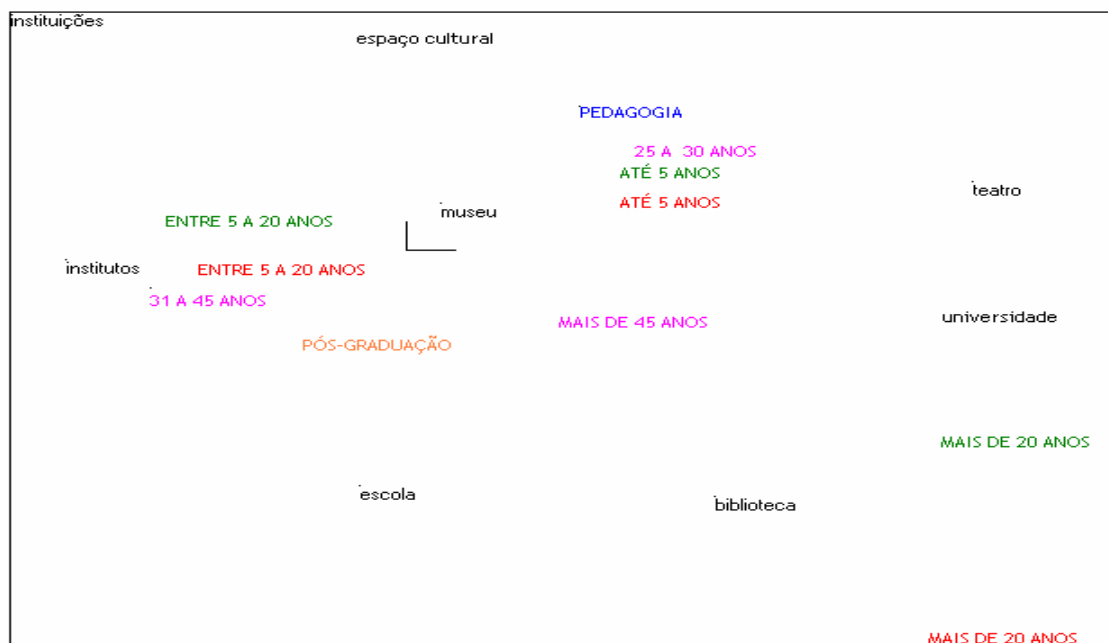 instituições
espaço cultural
PEDAGOGIA
25 A 30 ANOS
ATÉ 5 ANOS
teatro
ATÉ 5 ANOS
museu
ENTRE 5 A 20 ANOS
institutos
ENTRE 5 A 20 ANOS
31 A 45 ANOS
universidade
MAIS DE 45 ANOS
PÓS-GRADUAÇÃO
MAIS DE 20 ANOS
escola
biblioteca
MAIS DE 20 ANOS